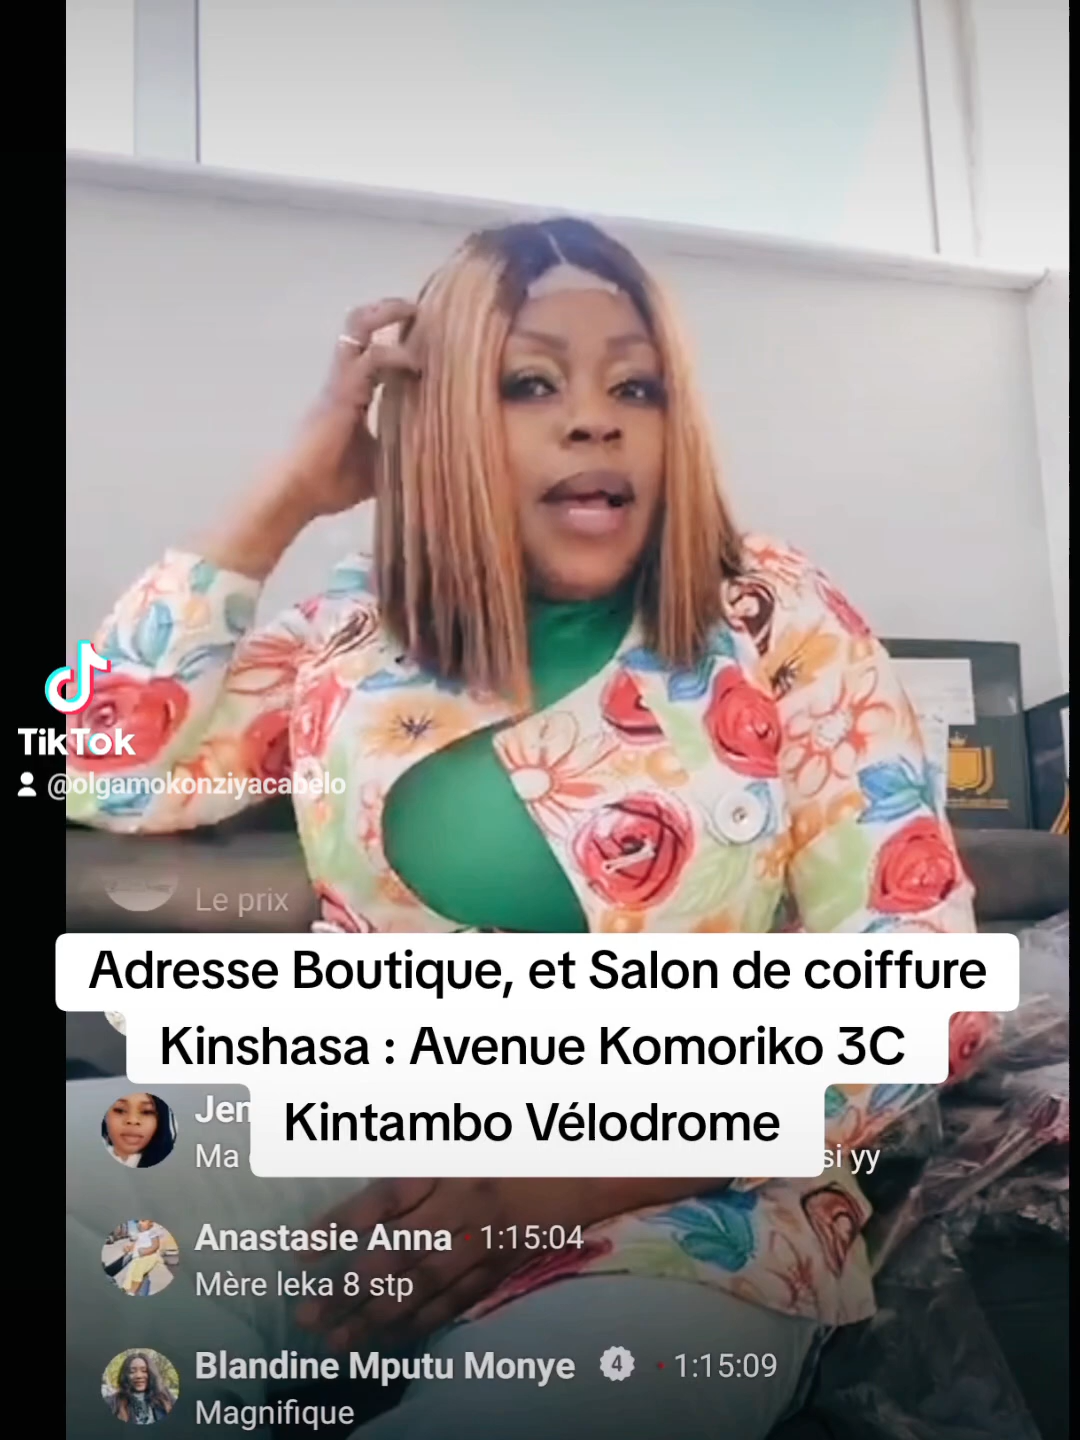 TikTok
@olgamokonziyacabelo
Le prix
Adresse Boutique, et Salon de coiffure
Kinshasa : Avenue Komoriko 3C
Kintambo Vélodrome
Ma
si yy
Anastasie Anna • 1:15:04
Mère leka 8 stp
Blandine Mputu Monye 4 • 1:15:09
Magnifique